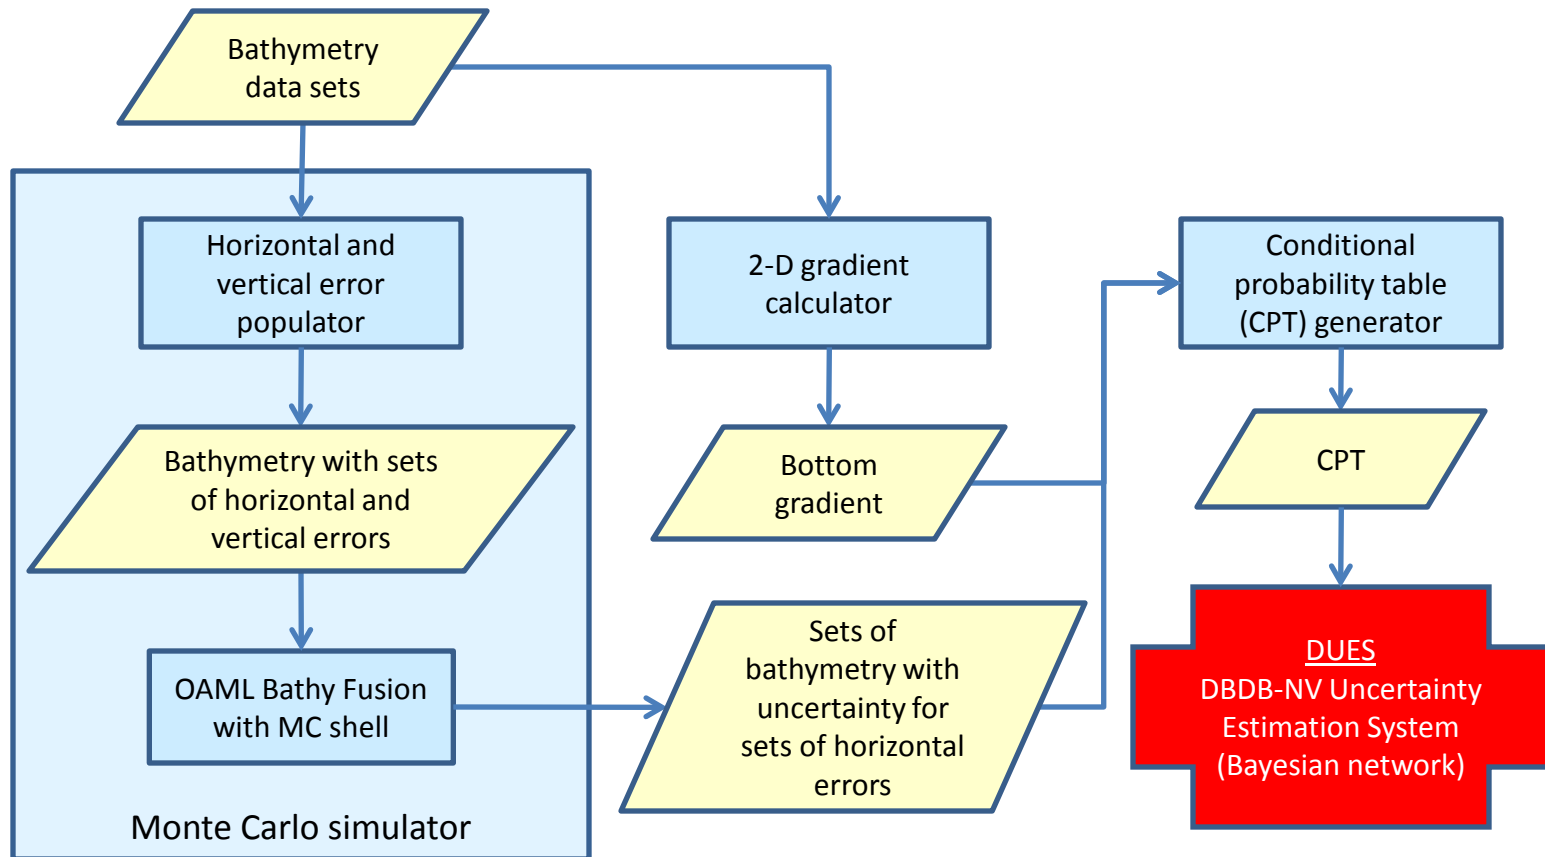 Bathymetry
data sets
Horizontal and
vertical error
populator
Bathymetry with sets
of horizontal and
vertical errors
OAML Bathy Fusion
with MC shell
Monte Carlo simulator
2-D gradient
calculator
Bottom
gradient
Sets of
bathymetry with
uncertainty for
sets of horizontal
errors
Conditional
probability table
(CPT) generator
CPT
DUES
DBDB-NV Uncertainty
Estimation System
(Bayesian network)